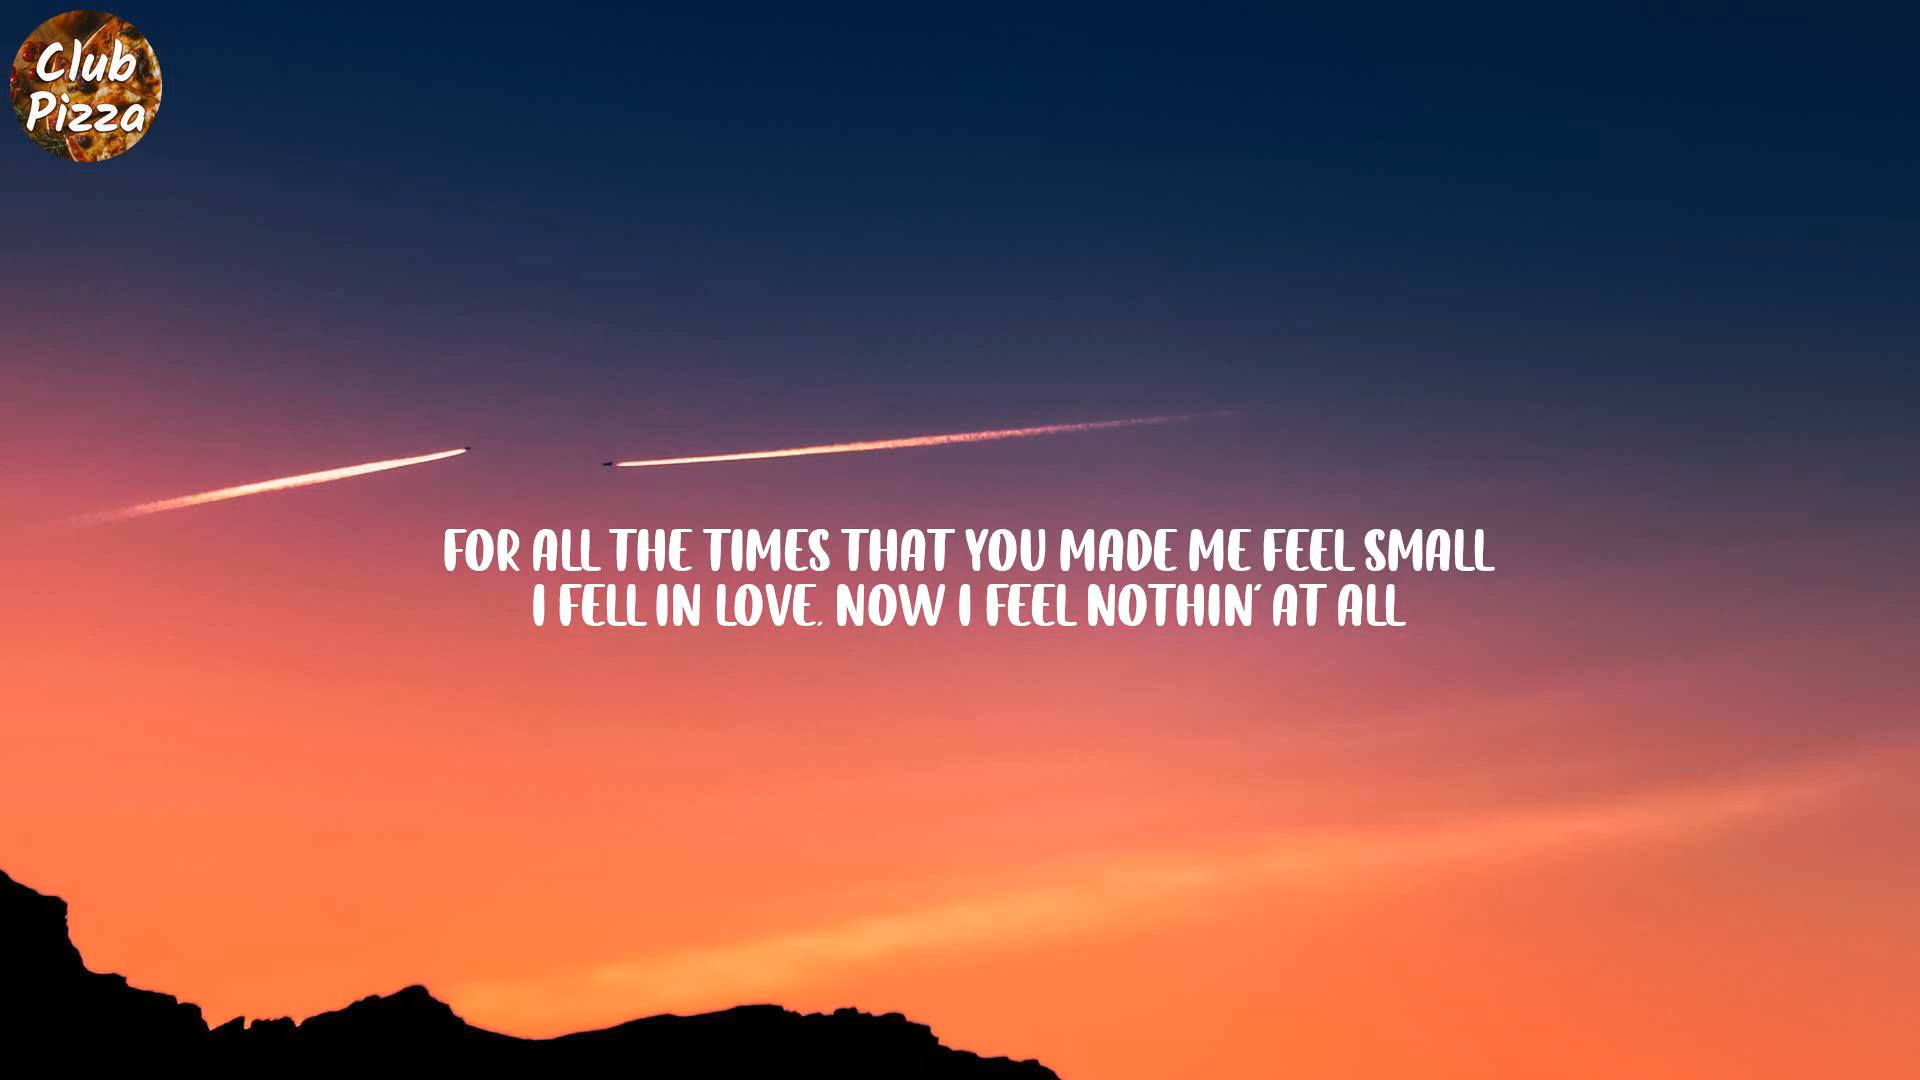 Club
Pizza
FOR ALL THE TIMES THAT YOU MADE ME FEEL SMALL
I FELL IN LOVE, NOW I FEEL NOTHIN' AT ALL